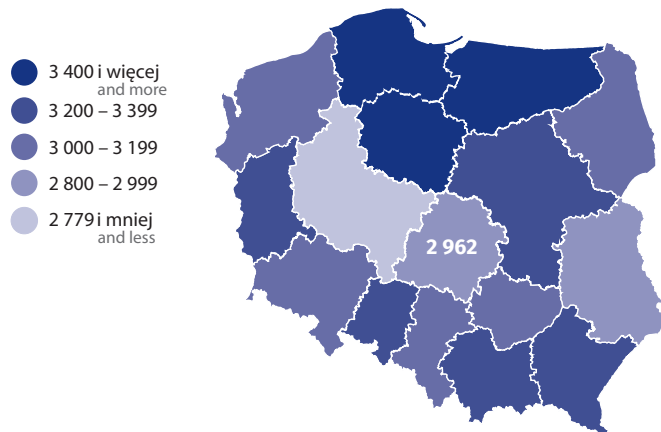 3 400 i więcej
and more
3 200 – 3 399
3 000 – 3 199
2 800 – 2 999
2 779 i mniej
and less
2 962